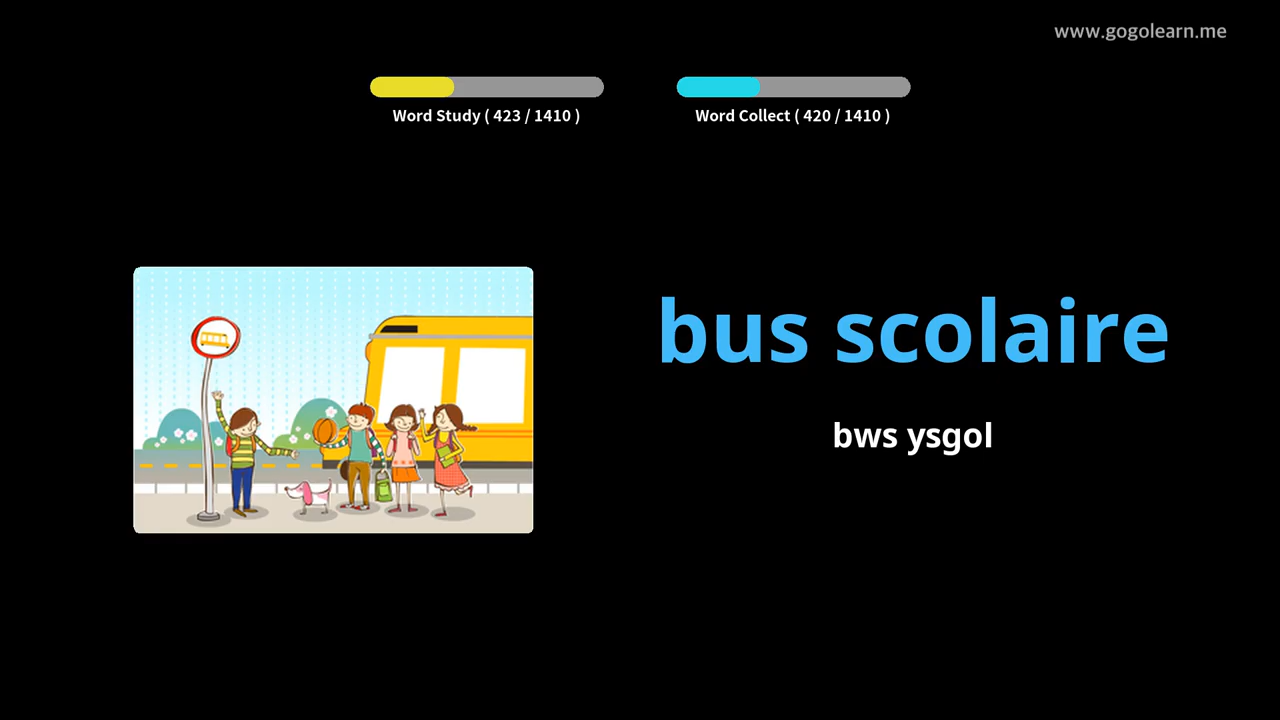 www.gogolearn.me
Word Study ( 423 / 1410 )
Word Collect ( 420 / 1410 )
bus scolaire
bws ysgol